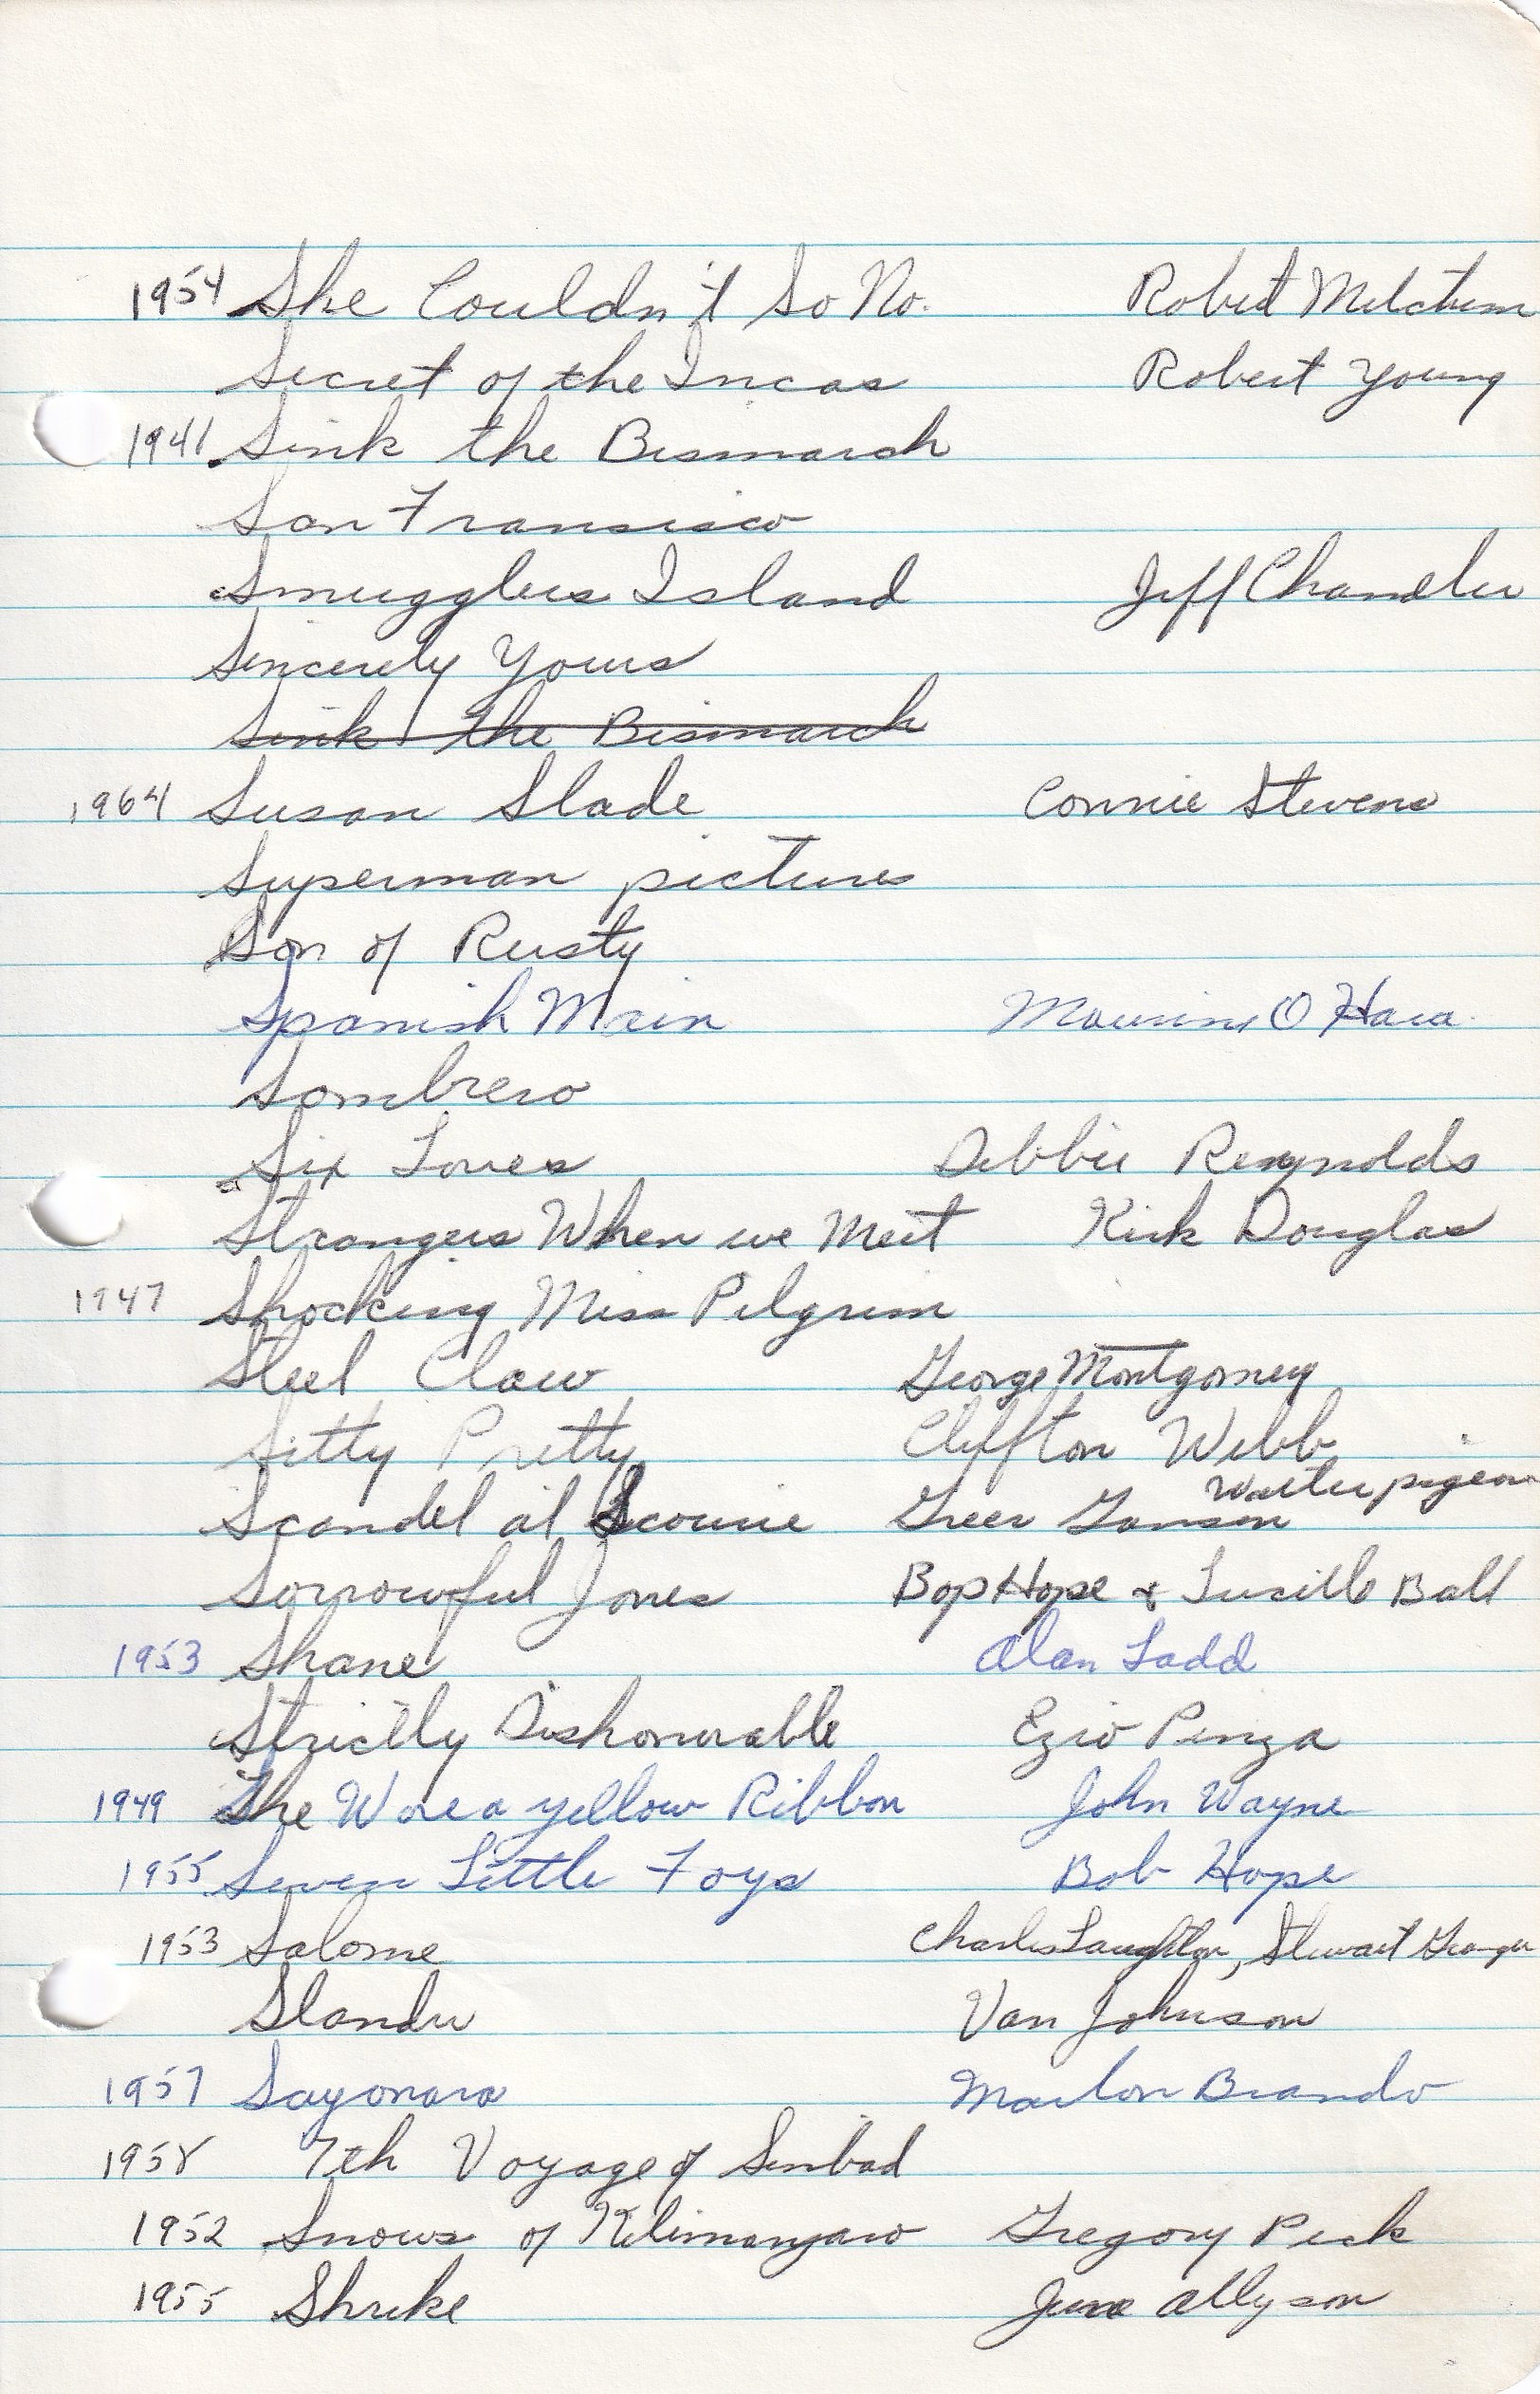 1954 She Couldn't So No. Robert Mitchum
Secret of the Incas Robert Young
1941 Sink the Bismarck
San Fransisco
Smugglers Island Jeff Chandler
Sincerely Yours
Sink the Bismarck
1964 Susan Slade Connie Stevens
Superman pictures
Son of Rusty
Spanish Main Maurine O Hara.
Sombrero
Six Loves Debbie Reynolds
Strangers When we Meet Kirk Douglas
1947 Shocking Miss Pilgrim
Steel Claw George Montgomery
Sitty Pretty Cliffton Webb
Walter pigeon
Scandel at Scourie Greer Garson
Sorrowful Jones Bop Hope & Lucille Ball
1953 Shane Alan Ladd
Strictly Dishonorable Ezio Pinza
1949 She Wore a yellow Ribbon John Wayne
1955 Seven Little Foys Bob Hope
1953 Salome Charles Laughton, Stewart Granger
Slander Van Johnson
1957 Sayonara Marlon Brando
1958 7th Voyage of Sinbad
1952 Snows of Kilimanjaro Gregory Peck
1955 Shrike June Allyson